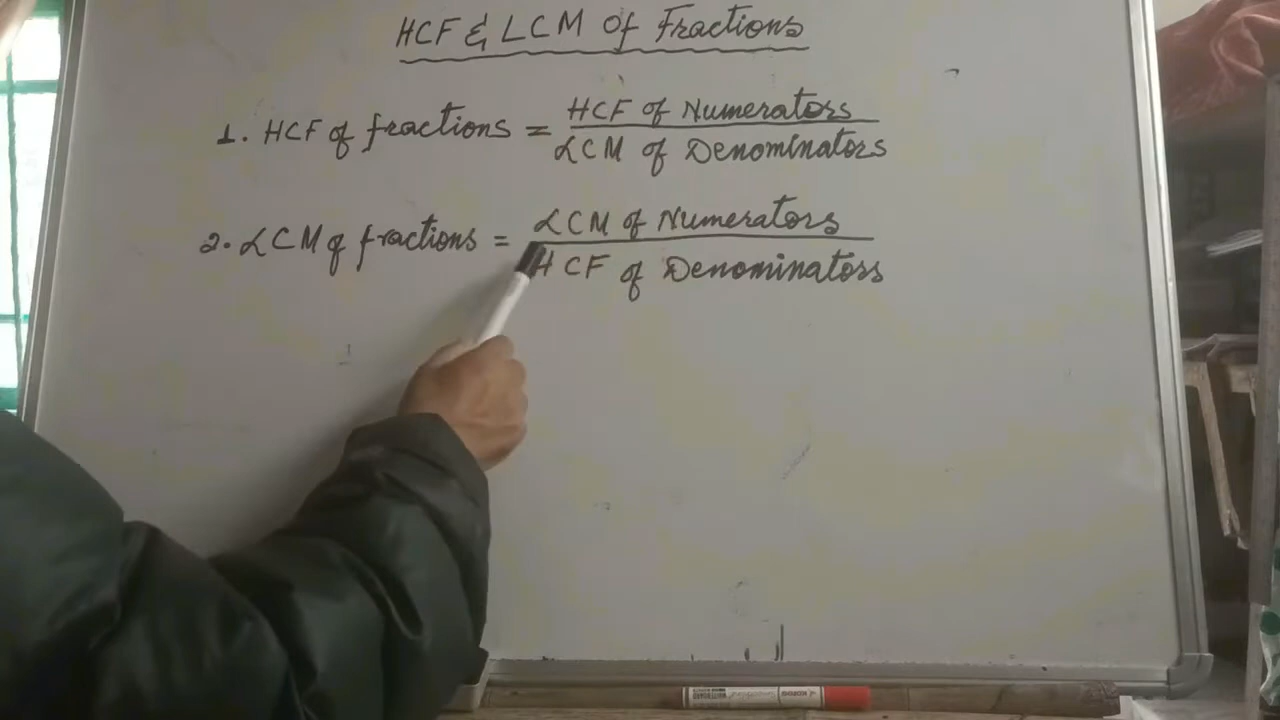 HCF & LCM Of Fractions
1. HCF of fractions = HCF of Numerators
LCM of Denominators
2. LCM of fractions = LCM of Numerators
HCF of Denominators